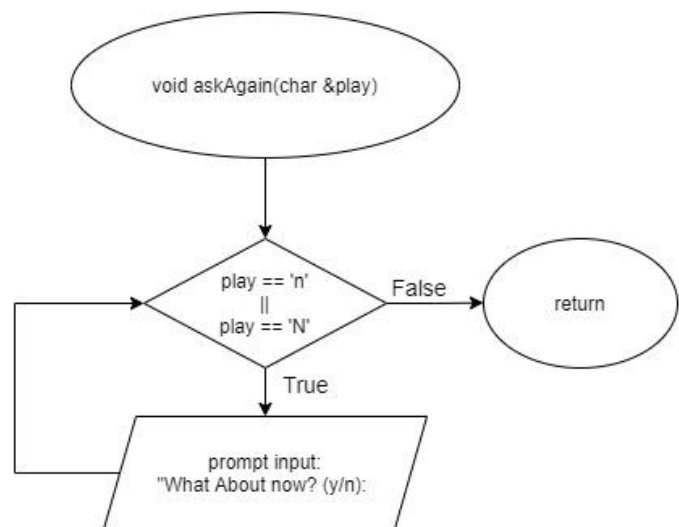 void askAgain(char &play)
play == 'n'
||
play == 'N'
False
return
True
prompt input:
"What About now? (y/n):